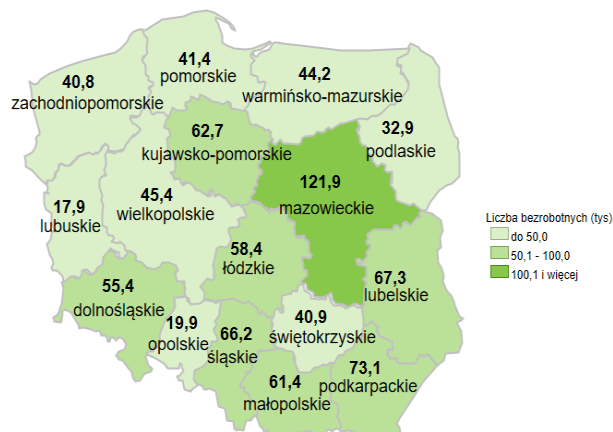 41,4
pomorskie
44,2
warmińsko-mazurskie
40,8
zachodniopomorskie
62,7
kujawsko-pomorskie
32,9
podlaskie
121,9
mazowieckie
45,4
wielkopolskie
17,9
lubuskie
58,4
łódzkie
67,3
lubelskie
55,4
dolnośląskie
19,9
opolskie
66,2
śląskie
40,9
świętokrzyskie
61,4
małopolskie
73,1
podkarpackie
Liczba bezrobotnych (tys)
do 50,0
50,1 - 100,0
100,1 i więcej